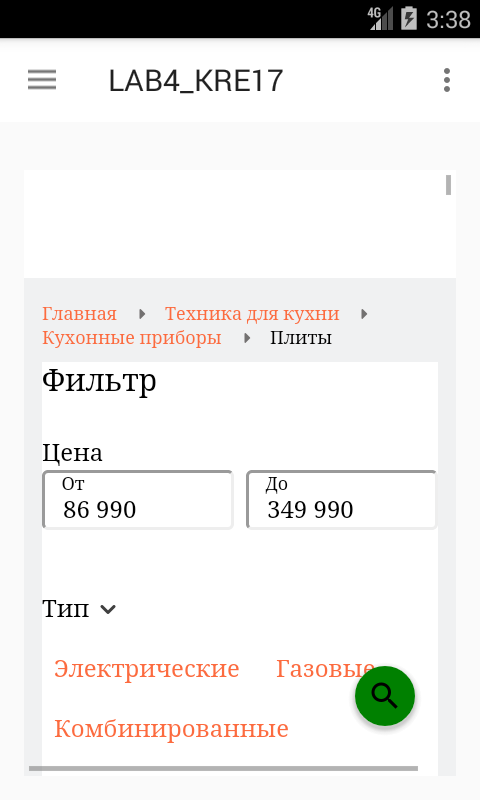 4G 3:38
LAB4_KRE17
Главная Техника для кухни
Кухонные приборы Плиты
Фильтр
Цена
От До
86 990 349 990
Тип
Электрические Газовые
Комбинированные